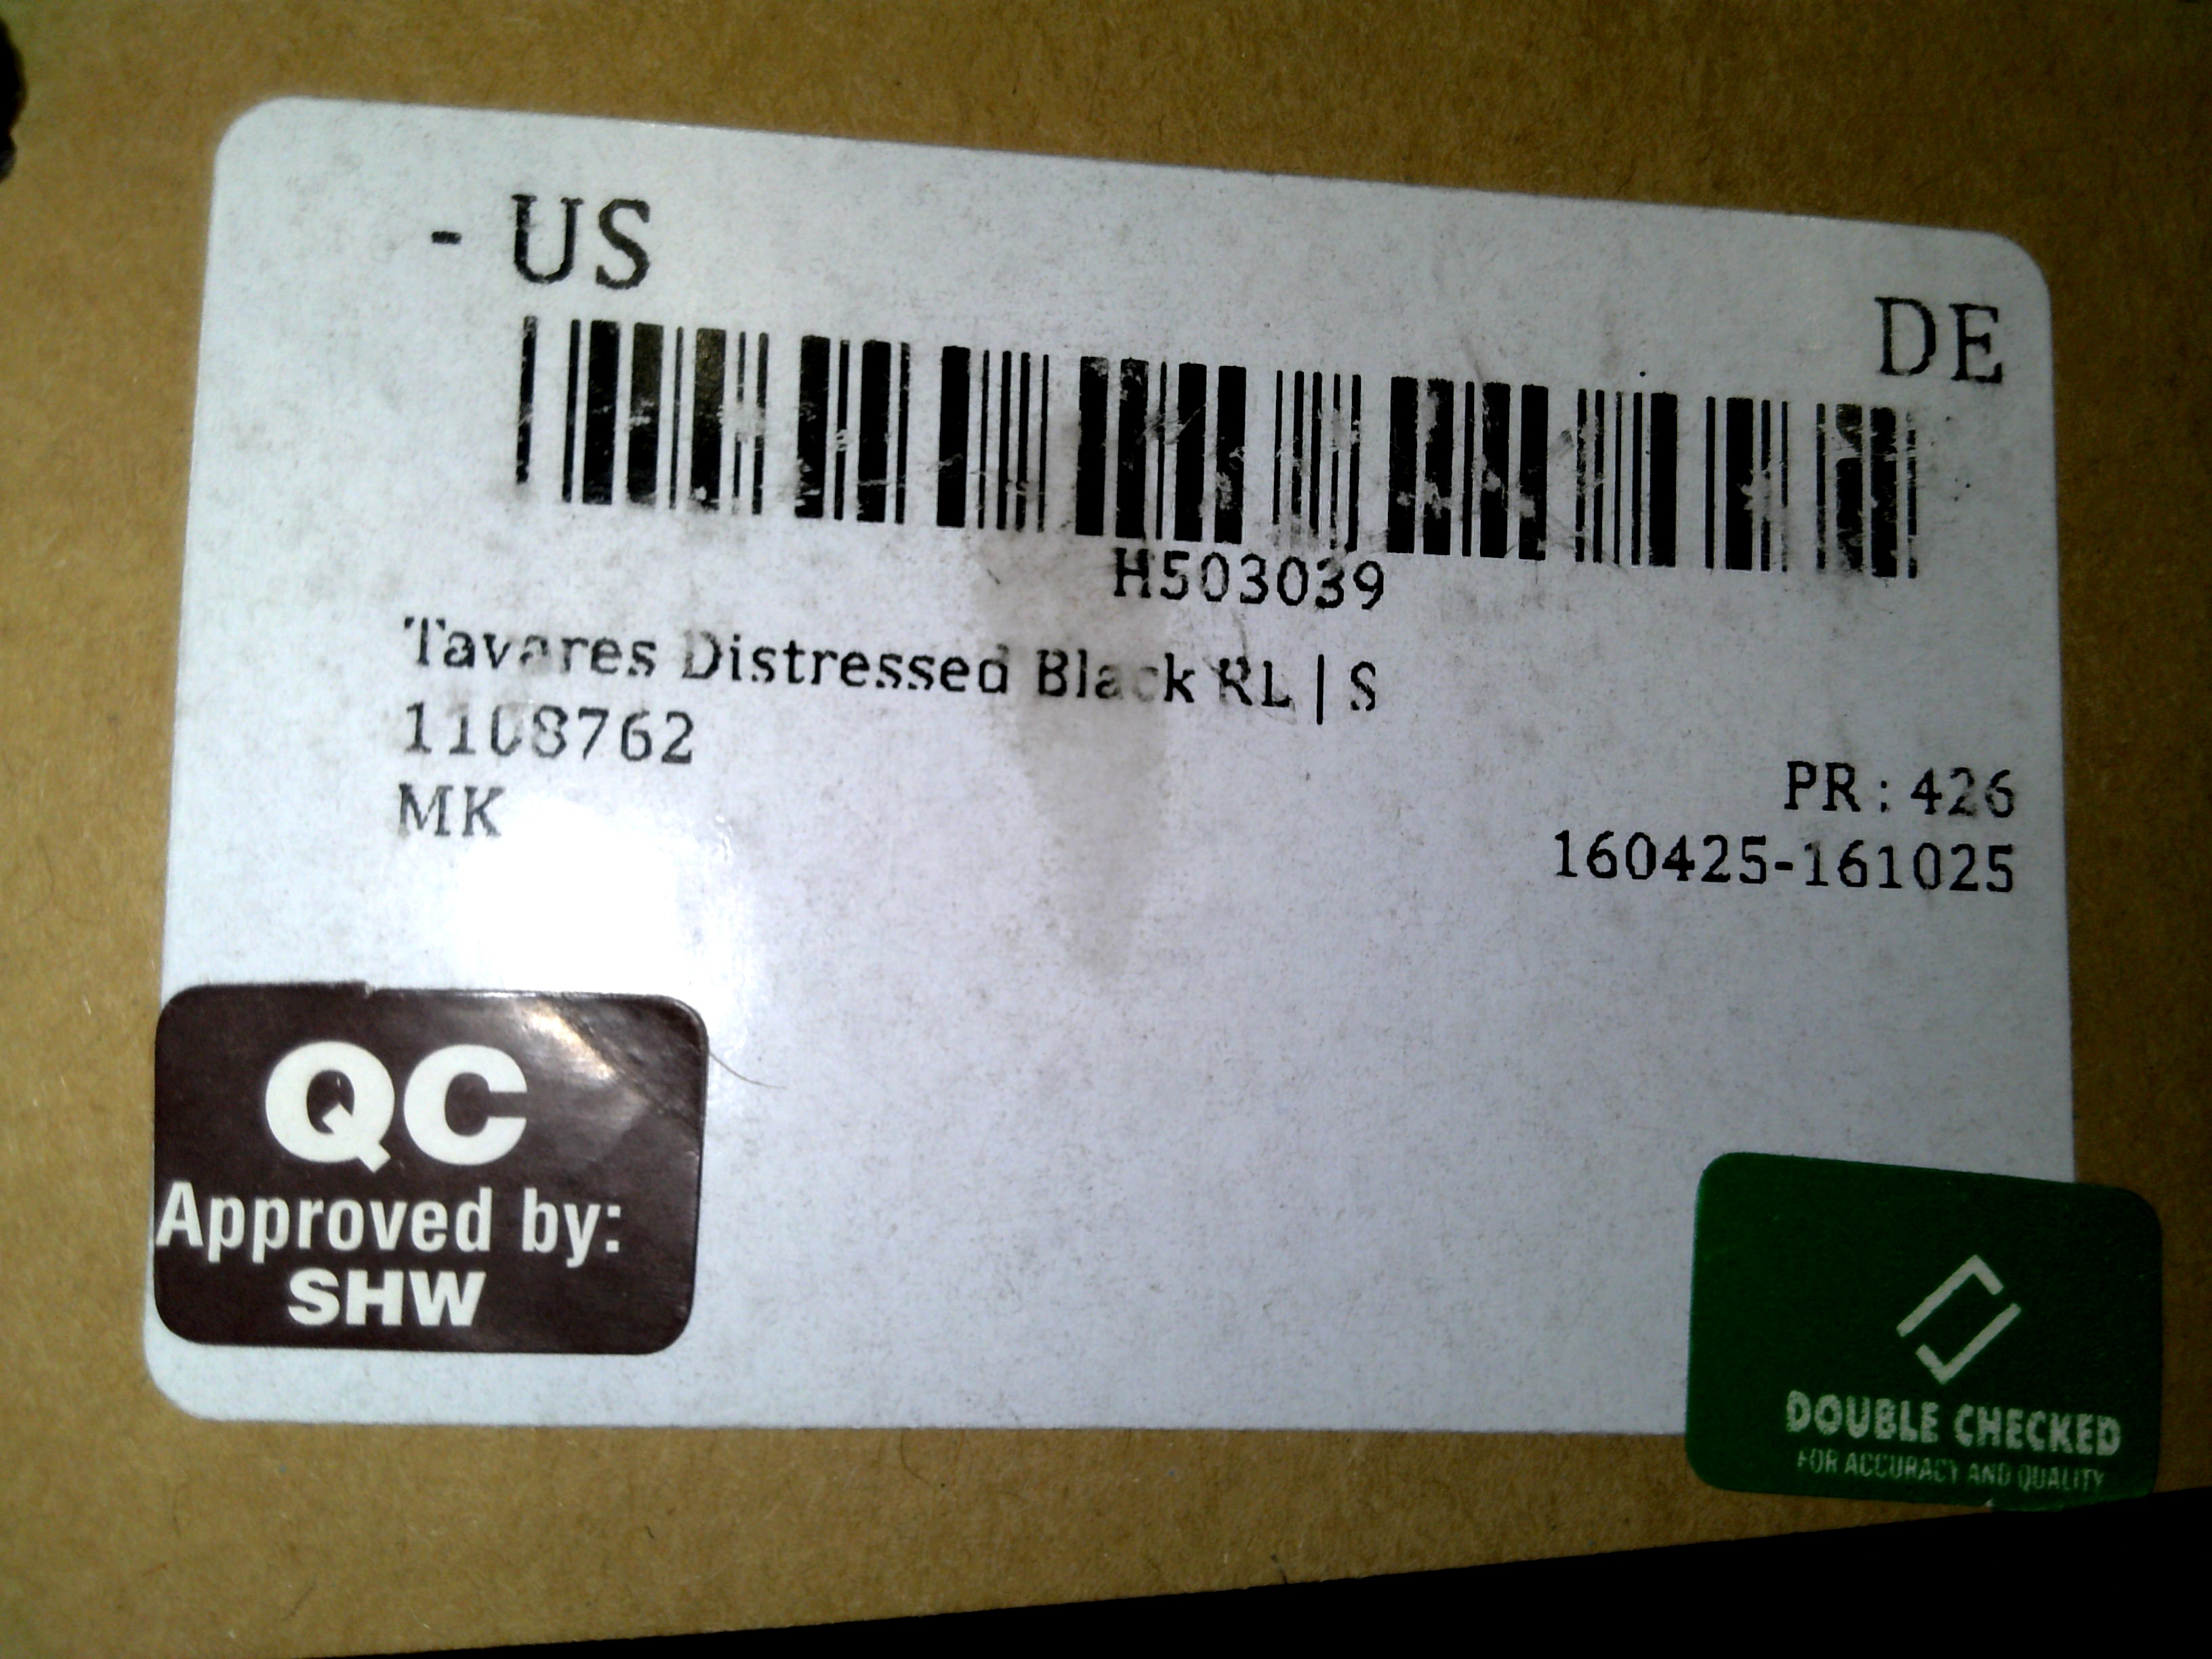 - US
DE
H503039
Tavares Distressed Black RL | S
1108762
MK
PR : 426
160425-161025
QC
Approved by:
SHW
DOUBLE CHECKED
FOR ACCURACY AND QUALITY